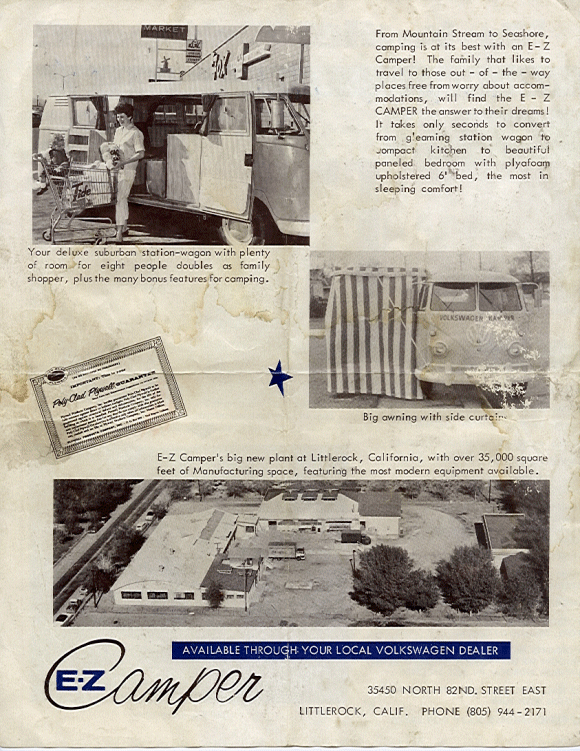 MARKET
Fox
Tide
From Mountain Stream to Seashore,
camping is at its best with an E-Z
Camper! The family that likes to
travel to those out - of - the - way
places free from worry about accom-
modations, will find the E - Z
CAMPER the answer to their dreams!
It takes only seconds to convert
from gleaming station wagon to
compact kitchen to beautiful
paneled bedroom with plyafoam
upholstered 6' bed, the most in
sleeping comfort!
Your deluxe suburban station-wagon with plenty
of room for eight people doubles as family
shopper, plus the many bonus features for camping.
VOLKSWAGEN
Big awning with side curtain.
IMPORTANT:
Poly-Clad Plywall GUARANTEE
E-Z Camper's big new plant at Littlerock, California, with over 35,000 square
feet of Manufacturing space, featuring the most modern equipment available.
AVAILABLE THROUGH YOUR LOCAL VOLKSWAGEN DEALER
E-Z Camper
35450 NORTH 82ND. STREET EAST
LITTLEROCK, CALIF. PHONE (805) 944-2171